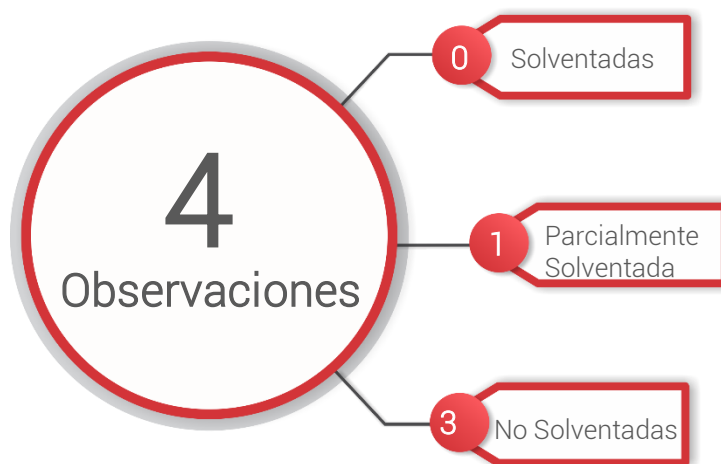 4
Observaciones
0
Solventadas
1
Parcialmente
Solventada
3
No Solventadas